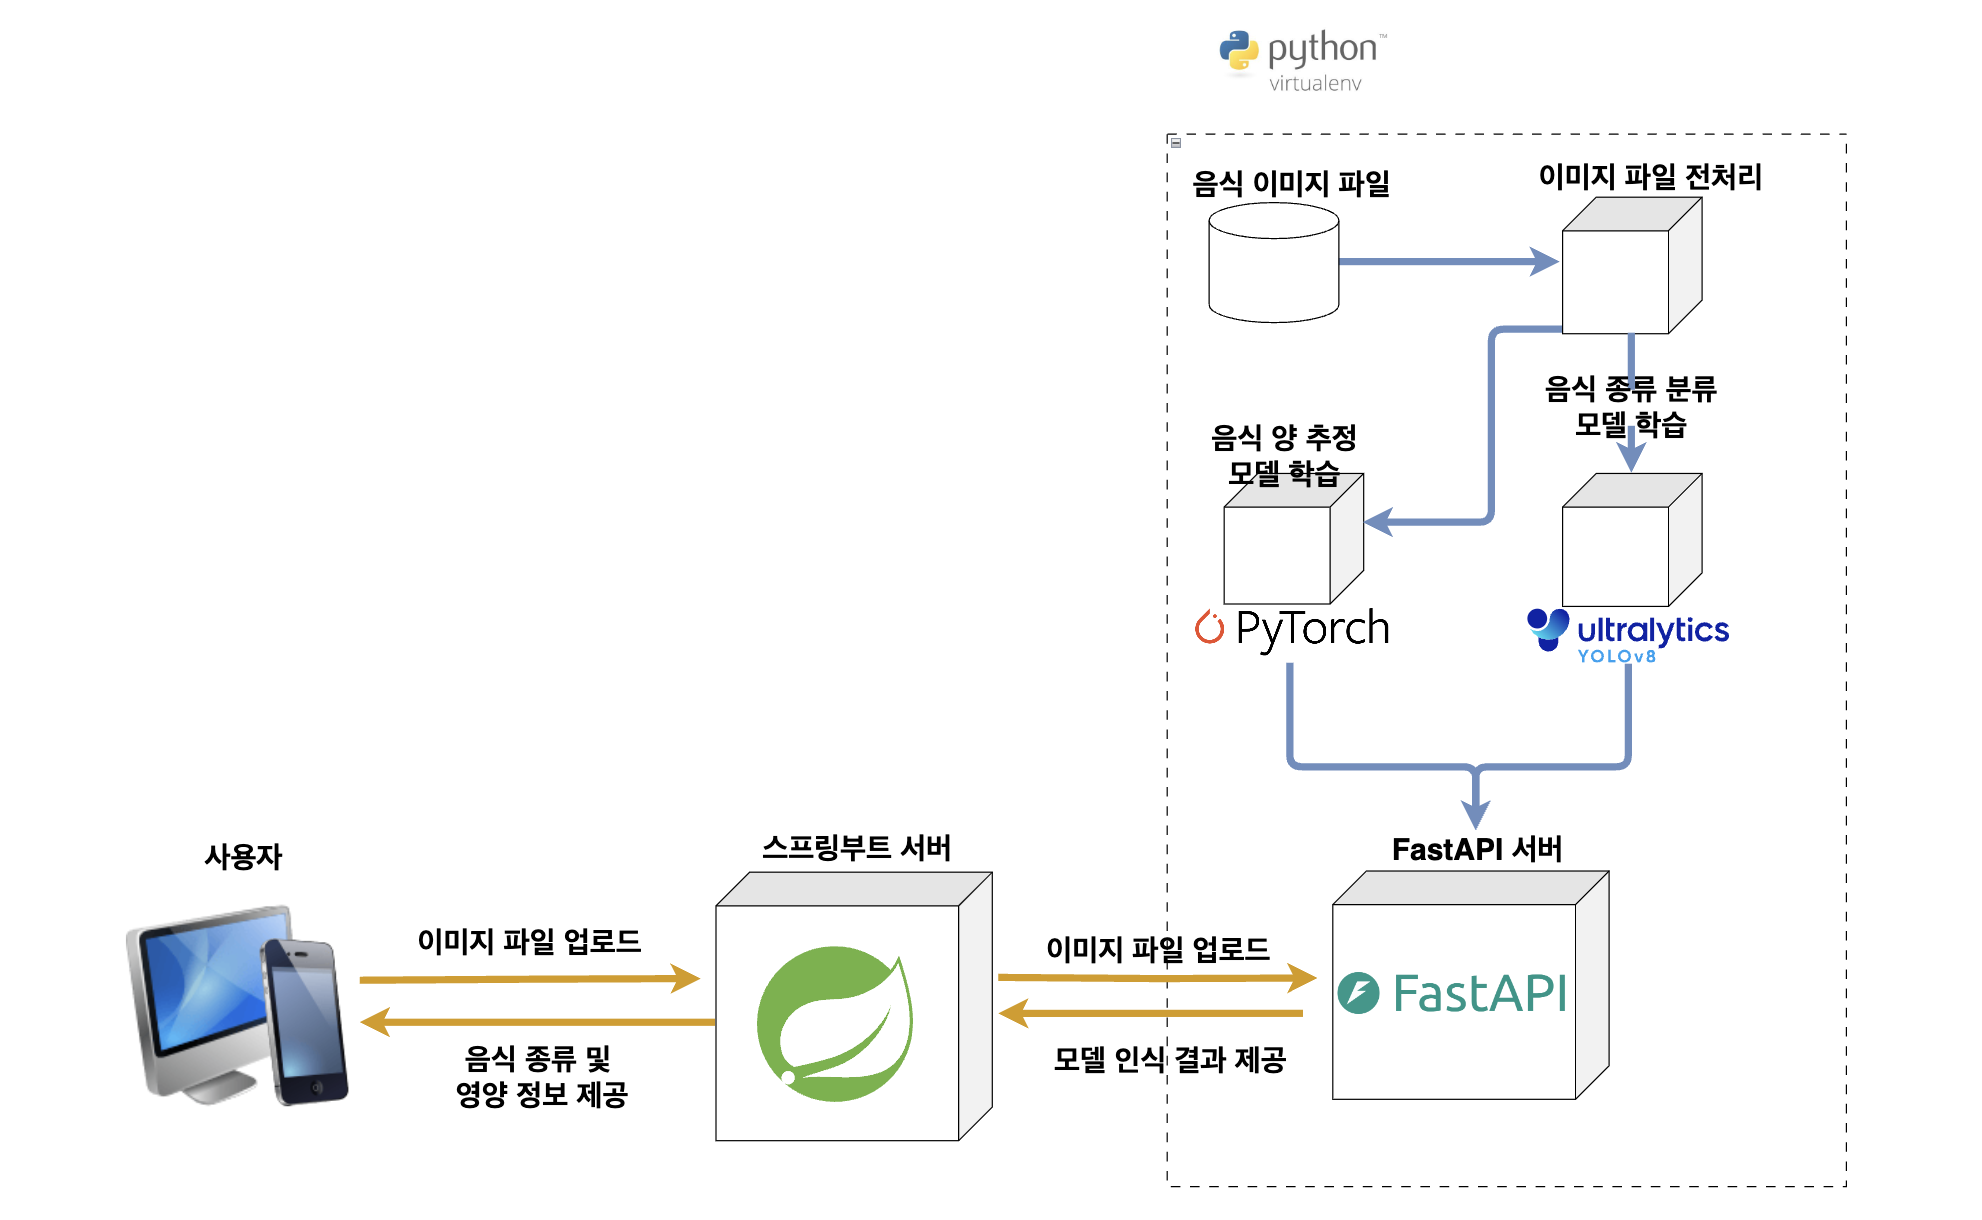 python™
virtualenv
음식 이미지 파일
이미지 파일 전처리
음식 종류 분류
모델 학습
음식 양 추정
모델 학습
PyTorch
ultralytics
YOLOv8
사용자
스프링부트 서버
FastAPI 서버
이미지 파일 업로드
이미지 파일 업로드
FastAPI
음식 종류 및
영양 정보 제공
모델 인식 결과 제공